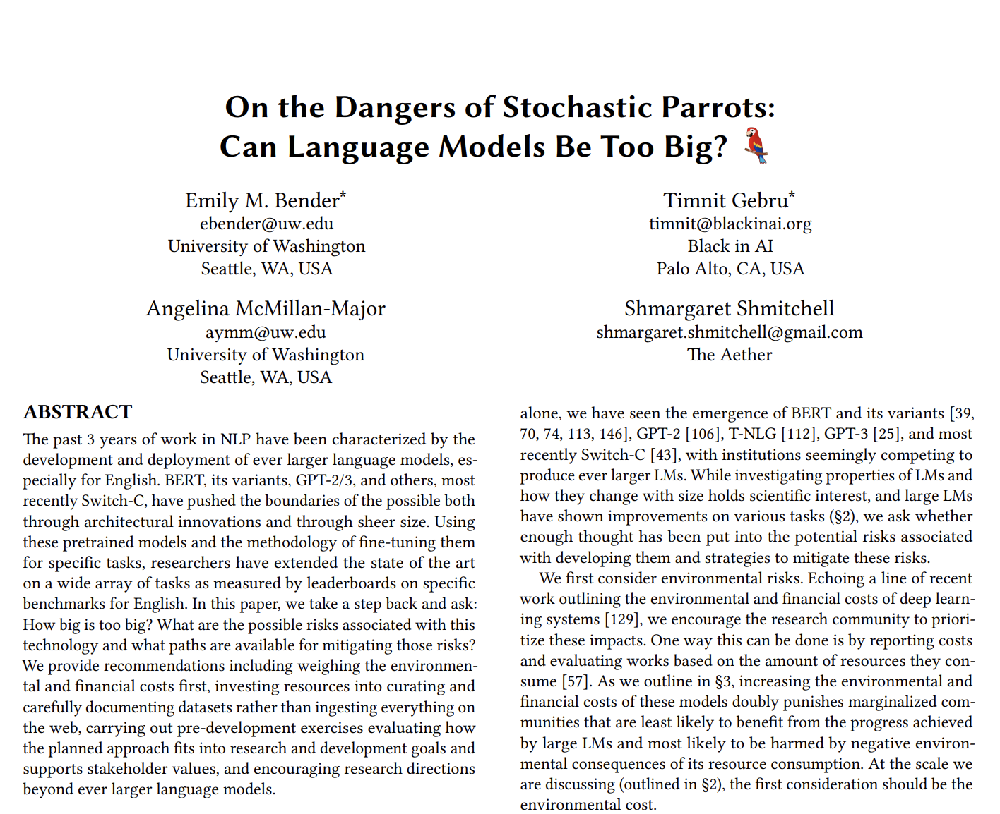 On the Dangers of Stochastic Parrots:
Can Language Models Be Too Big? 🦜
Emily M. Bender*
ebender@uw.edu
University of Washington
Seattle, WA, USA
Timnit Gebru*
timnit@blackinai.org
Black in AI
Palo Alto, CA, USA
Angelina McMillan-Major
aymm@uw.edu
University of Washington
Seattle, WA, USA
Shmargaret Shmitchell
shmargaret.shmitchell@gmail.com
The Aether
ABSTRACT
The past 3 years of work in NLP have been characterized by the
development and deployment of ever larger language models, es-
pecially for English. BERT, its variants, GPT-2/3, and others, most
recently Switch-C, have pushed the boundaries of the possible both
through architectural innovations and through sheer size. Using
these pretrained models and the methodology of fine-tuning them
for specific tasks, researchers have extended the state of the art
on a wide array of tasks as measured by leaderboards on specific
benchmarks for English. In this paper, we take a step back and ask:
How big is too big? What are the possible risks associated with this
technology and what paths are available for mitigating those risks?
We provide recommendations including weighing the environmen-
tal and financial costs first, investing resources into curating and
carefully documenting datasets rather than ingesting everything on
the web, carrying out pre-development exercises evaluating how
the planned approach fits into research and development goals and
supports stakeholder values, and encouraging research directions
beyond ever larger language models.
alone, we have seen the emergence of BERT and its variants [39,
70, 74, 113, 146], GPT-2 [106], T-NLG [112], GPT-3 [25], and most
recently Switch-C [43], with institutions seemingly competing to
produce ever larger LMs. While investigating properties of LMs and
how they change with size holds scientific interest, and large LMs
have shown improvements on various tasks (§2), we ask whether
enough thought has been put into the potential risks associated
with developing them and strategies to mitigate these risks.
We first consider environmental risks. Echoing a line of recent
work outlining the environmental and financial costs of deep learn-
ing systems [129], we encourage the research community to priori-
tize these impacts. One way this can be done is by reporting costs
and evaluating works based on the amount of resources they con-
sume [57]. As we outline in §3, increasing the environmental and
financial costs of these models doubly punishes marginalized com-
munities that are least likely to benefit from the progress achieved
by large LMs and most likely to be harmed by negative environ-
mental consequences of its resource consumption. At the scale we
are discussing (outlined in §2), the first consideration should be the
environmental cost.